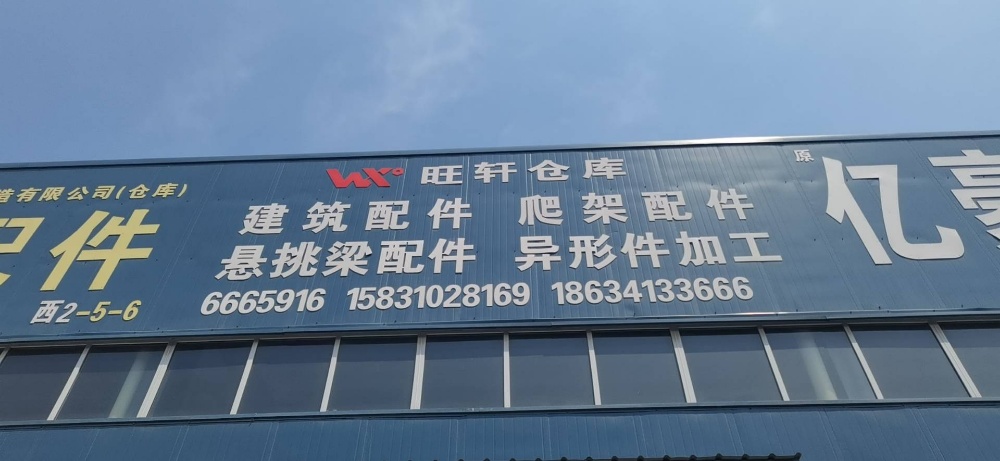 有限公司(仓库)
件
西2-5-6
WX 旺轩仓库
建筑配件 爬架配件
悬挑梁配件 异形件加工
6665916 15831028169 18634133666
原
亿